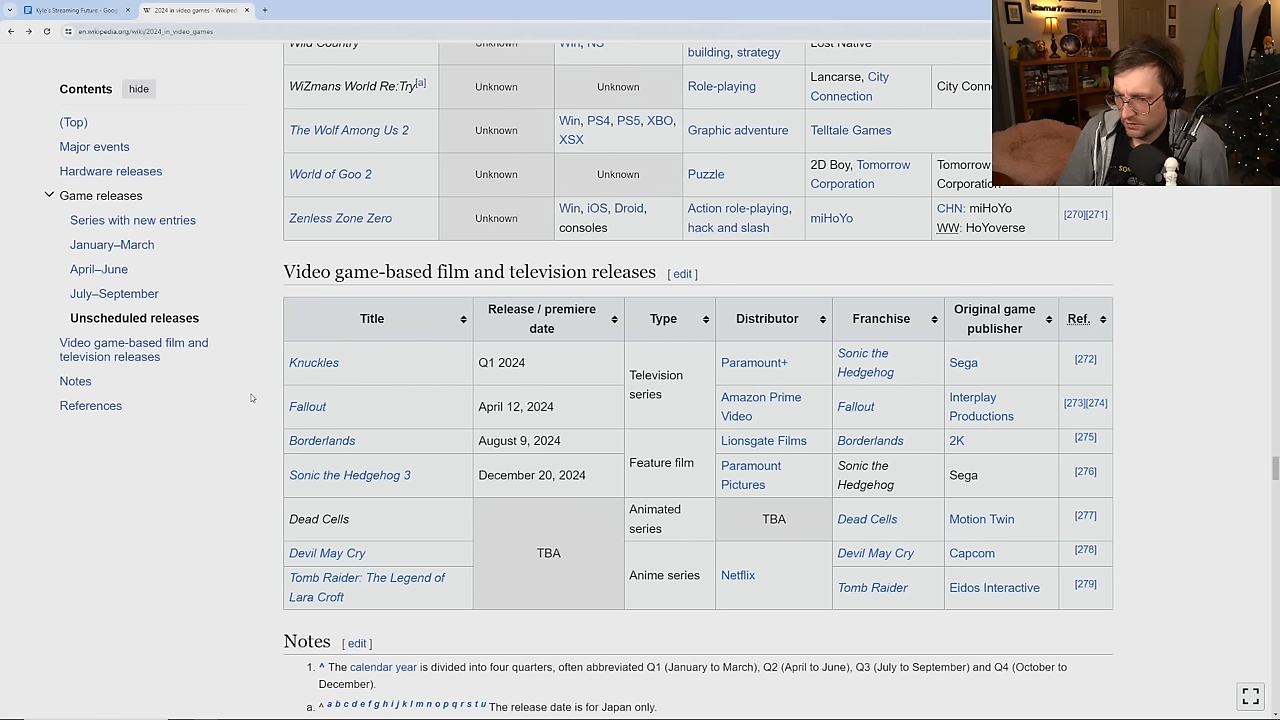 Kyle's Streaming Future - Goog
2024 in video games - Wikiped
en.wikipedia.org/wiki/2024_in_video_games
GameTrailers.com
Contents hide
(Top)
Major events
Hardware releases
Game releases
Series with new entries
January–March
April–June
July–September
Unscheduled releases
Video game-based film and
television releases
Notes
References
Wild Country Unknown Win, NS building, strategy Lost Native
WiZmans World Re:Try[a] Unknown Unknown Role-playing Lancarse, City Connection City Conn
The Wolf Among Us 2 Unknown Win, PS4, PS5, XBO, XSX Graphic adventure Telltale Games
World of Goo 2 Unknown Unknown Puzzle 2D Boy, Tomorrow Corporation Tomorrow Corporation
Zenless Zone Zero Unknown Win, iOS, Droid, consoles Action role-playing, hack and slash miHoYo CHN: miHoYo WW: HoYoverse [270][271]
Video game-based film and television releases [ edit ]
Title Release / premiere date Type Distributor Franchise Original game publisher Ref.
Knuckles Q1 2024 Television series Paramount+ Sonic the Hedgehog Sega [272]
Fallout April 12, 2024 Amazon Prime Video Fallout Interplay Productions [273][274]
Borderlands August 9, 2024 Feature film Lionsgate Films Borderlands 2K [275]
Sonic the Hedgehog 3 December 20, 2024 Paramount Pictures Sonic the Hedgehog Sega [276]
Dead Cells TBA Animated series TBA Dead Cells Motion Twin [277]
Devil May Cry Anime series Netflix Devil May Cry Capcom [278]
Tomb Raider: The Legend of Lara Croft Tomb Raider Eidos Interactive [279]
Notes [ edit ]
1. ^ The calendar year is divided into four quarters, often abbreviated Q1 (January to March), Q2 (April to June), Q3 (July to September) and Q4 (October to
December).
a. ^ a b c d e f g h i j k l m n o p q r s t u The release date is for Japan only.